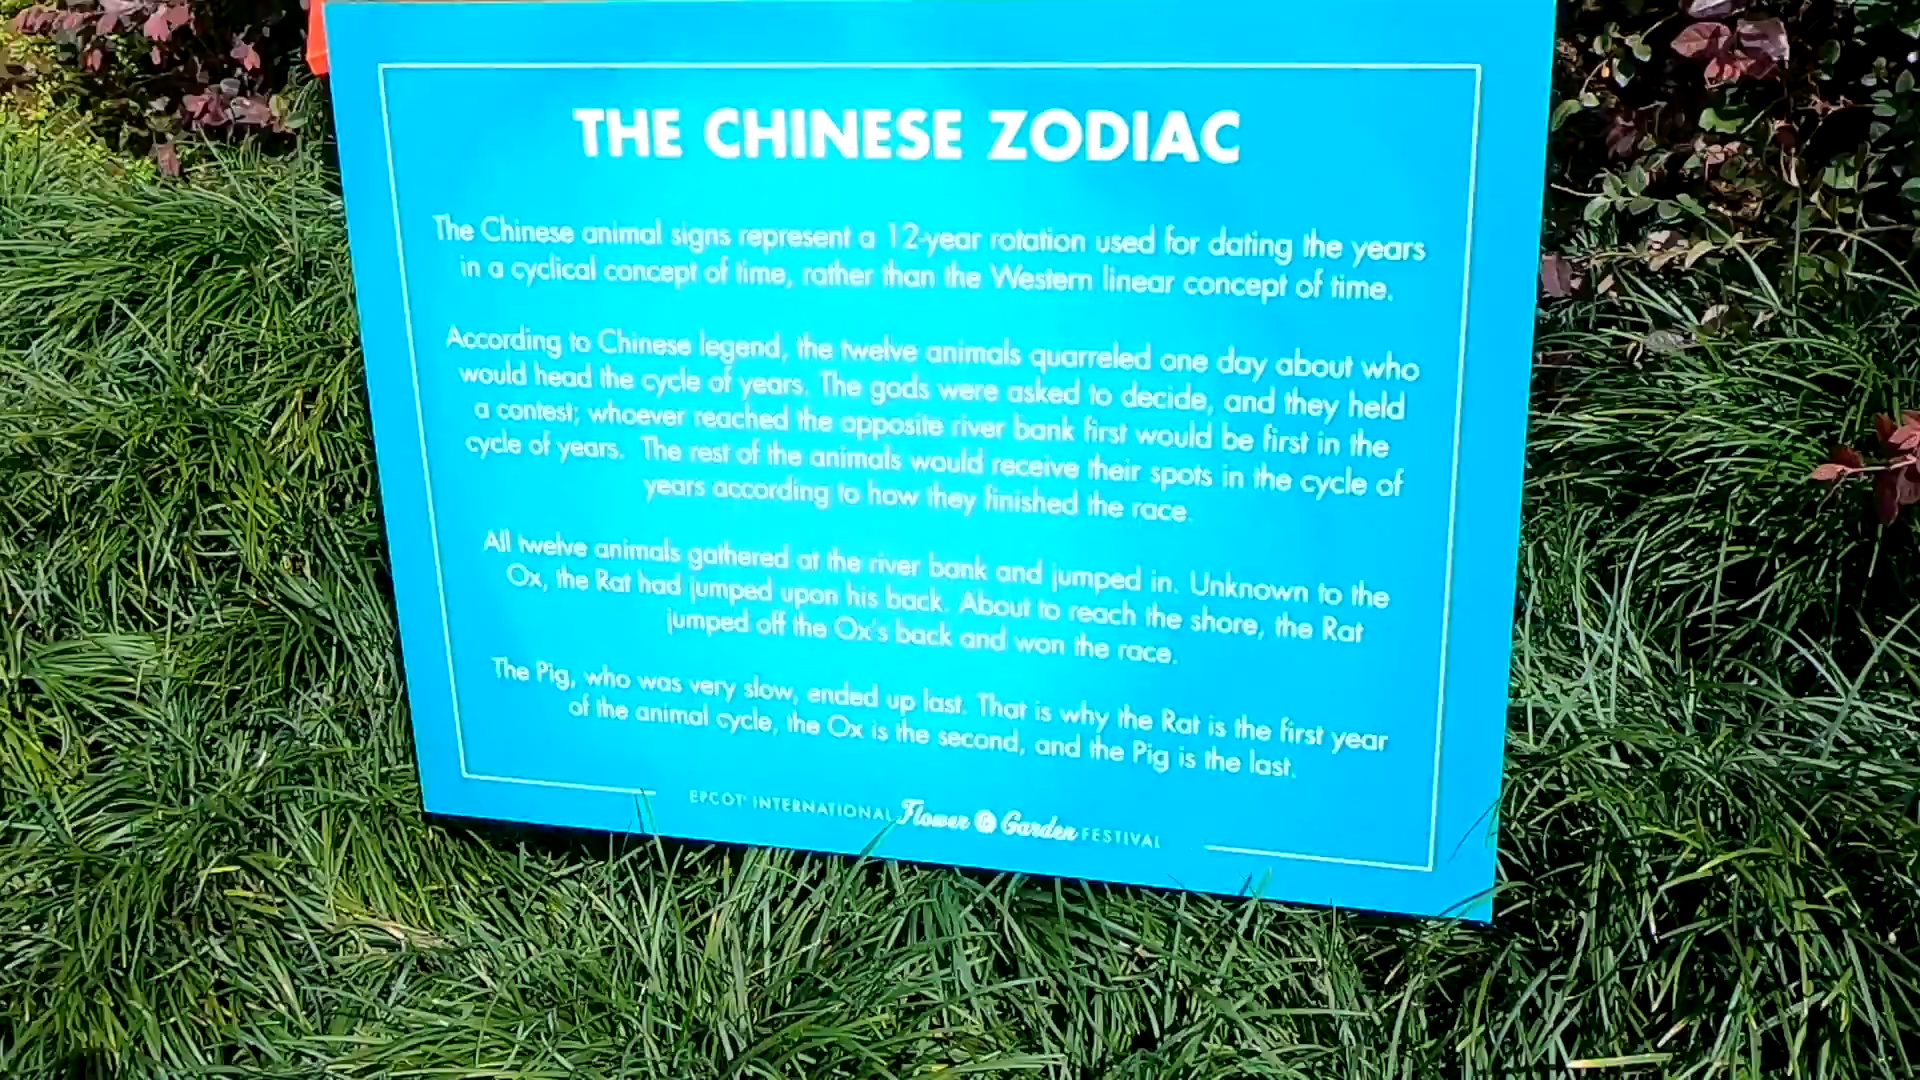 THE CHINESE ZODIAC
The Chinese animal signs represent a 12-year rotation used for dating the years
in a cyclical concept of time, rather than the Western linear concept of time.
According to Chinese legend, the twelve animals quarreled one day about who
would head the cycle of years. The gods were asked to decide, and they held
a contest; whoever reached the opposite river bank first would be first in the
cycle of years. The rest of the animals would receive their spots in the cycle of
years according to how they finished the race.
All twelve animals gathered at the river bank and jumped in. Unknown to the
Ox, the Rat had jumped upon his back. About to reach the shore, the Rat
jumped off the Ox's back and won the race.
The Pig, who was very slow, ended up last. That is why the Rat is the first year
of the animal cycle, the Ox is the second, and the Pig is the last.
EPCOT® INTERNATIONAL Flower & Garden FESTIVAL